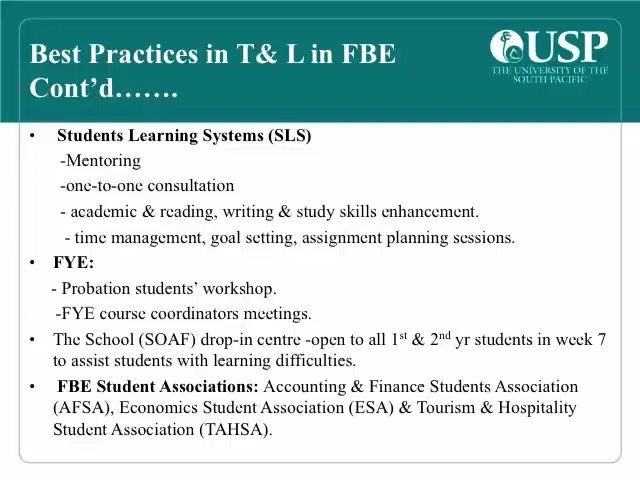 Best Practices in T& L in FBE
Cont’d…….
USP
THE UNIVERSITY OF THE
SOUTH PACIFIC
• Students Learning Systems (SLS)
-Mentoring
-one-to-one consultation
- academic & reading, writing & study skills enhancement.
- time management, goal setting, assignment planning sessions.
• FYE:
- Probation students’ workshop.
-FYE course coordinators meetings.
• The School (SOAF) drop-in centre -open to all 1st & 2nd yr students in week 7
to assist students with learning difficulties.
• FBE Student Associations: Accounting & Finance Students Association
(AFSA), Economics Student Association (ESA) & Tourism & Hospitality
Student Association (TAHSA).